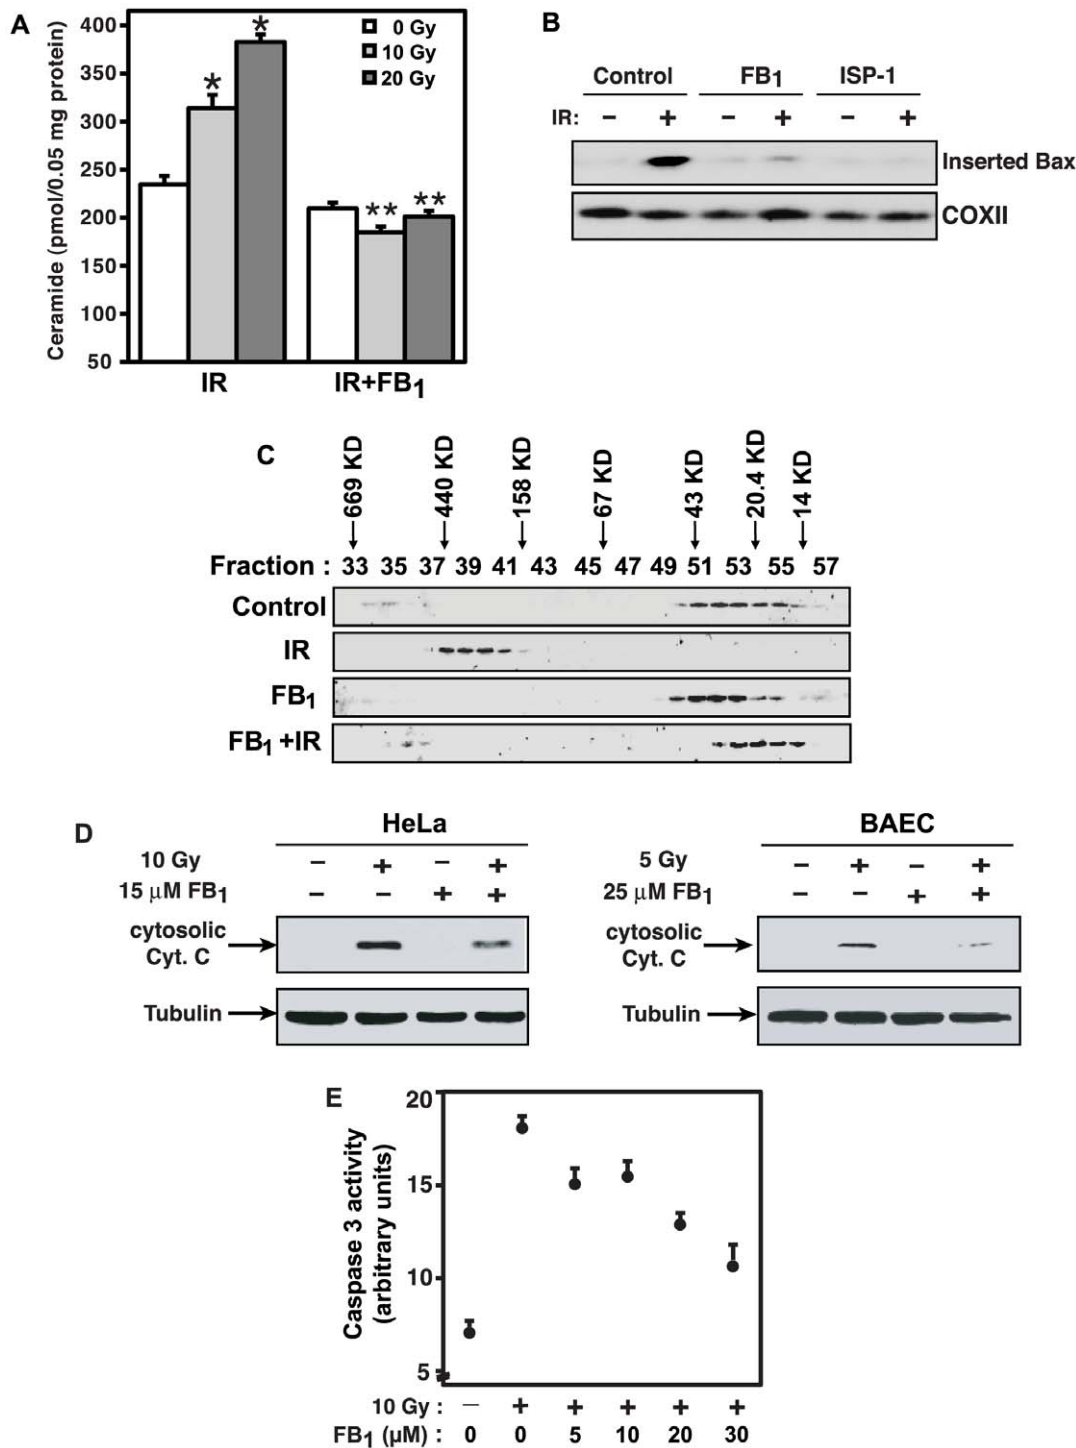 A
Ceramide (pmol/0.05 mg protein)
400
350
300
250
200
150
100
50
0 Gy
10 Gy
20 Gy
*
*
**
**
IR
IR+FB1
B
Control FB1 ISP-1
IR: − + − + − +
Inserted Bax
COXII
C
669 KD 440 KD 158 KD 67 KD 43 KD 20.4 KD 14 KD
Fraction : 33 35 37 39 41 43 45 47 49 51 53 55 57
Control
IR
FB1
FB1 +IR
D
HeLa
10 Gy − + − +
15 µM FB1 − − + +
cytosolic
Cyt. C
Tubulin
BAEC
5 Gy − + − +
25 µM FB1 − − + +
cytosolic
Cyt. C
Tubulin
E
Caspase 3 activity
(arbitrary units)
20
15
10
5
10 Gy : − + + + + +
FB1 (µM) : 0 0 5 10 20 30